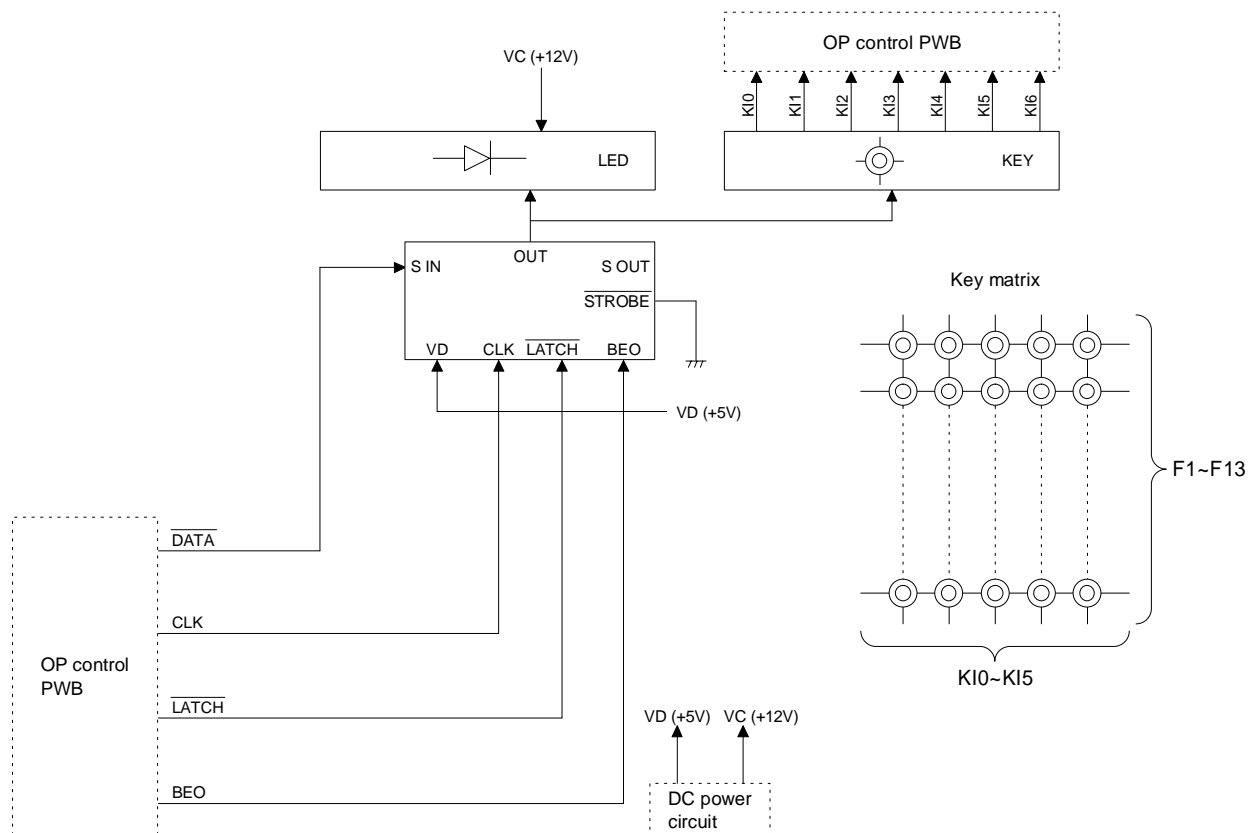 OP control PWB
VC (+12V)
KI0
KI1
KI2
KI3
KI4
KI5
KI6
LED
KEY
OUT
S IN
S OUT
STROBE
VD
CLK
LATCH
BEO
VD (+5V)
Key matrix
F1~F13
KI0~KI5
DATA
CLK
LATCH
BEO
OP control
PWB
VD (+5V)
VC (+12V)
DC power
circuit